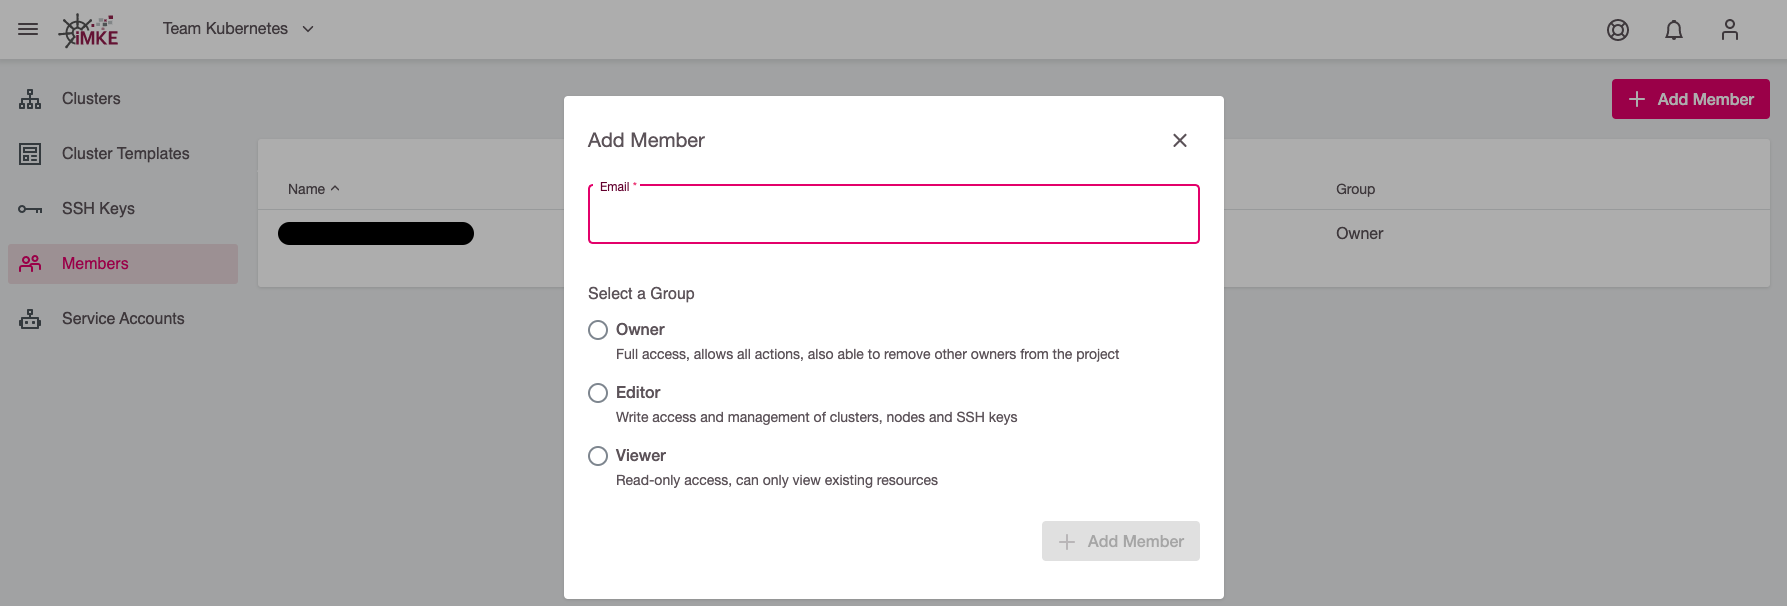 iMKE
Team Kubernetes
Clusters
Cluster Templates
SSH Keys
Members
Service Accounts
Add Member
Name
Group
Owner
Add Member
Email *
Select a Group
Owner
Full access, allows all actions, also able to remove other owners from the project
Editor
Write access and management of clusters, nodes and SSH keys
Viewer
Read-only access, can only view existing resources
Add Member